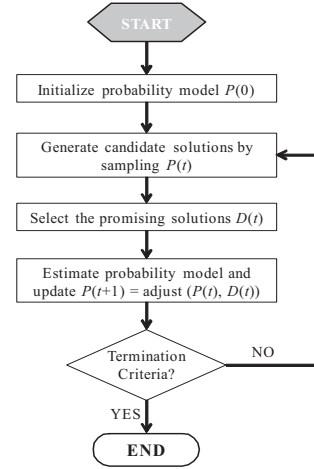 START
Initialize probability model P(0)
Generate candidate solutions by
sampling P(t)
Select the promising solutions D(t)
Estimate probability model and
update P(t+1) = adjust (P(t), D(t))
Termination
Criteria?
NO
YES
END